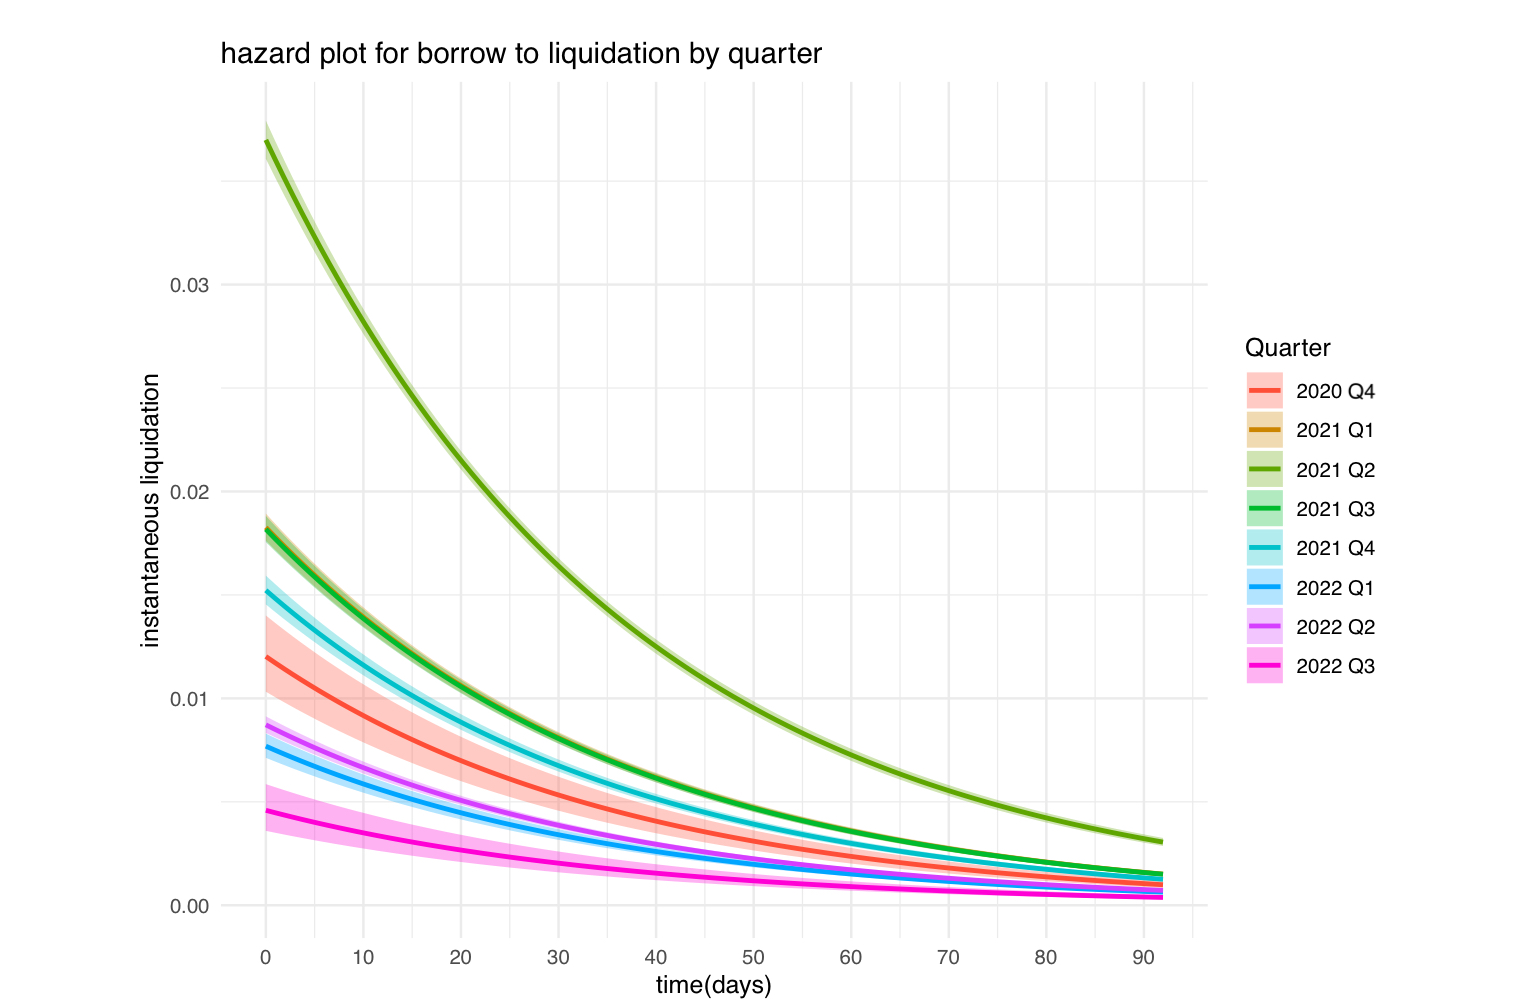 hazard plot for borrow to liquidation by quarter
instantaneous liquidation
0.03
0.02
0.01
0.00
0 10 20 30 40 50 60 70 80 90
time(days)
Quarter
2020 Q4
2021 Q1
2021 Q2
2021 Q3
2021 Q4
2022 Q1
2022 Q2
2022 Q3